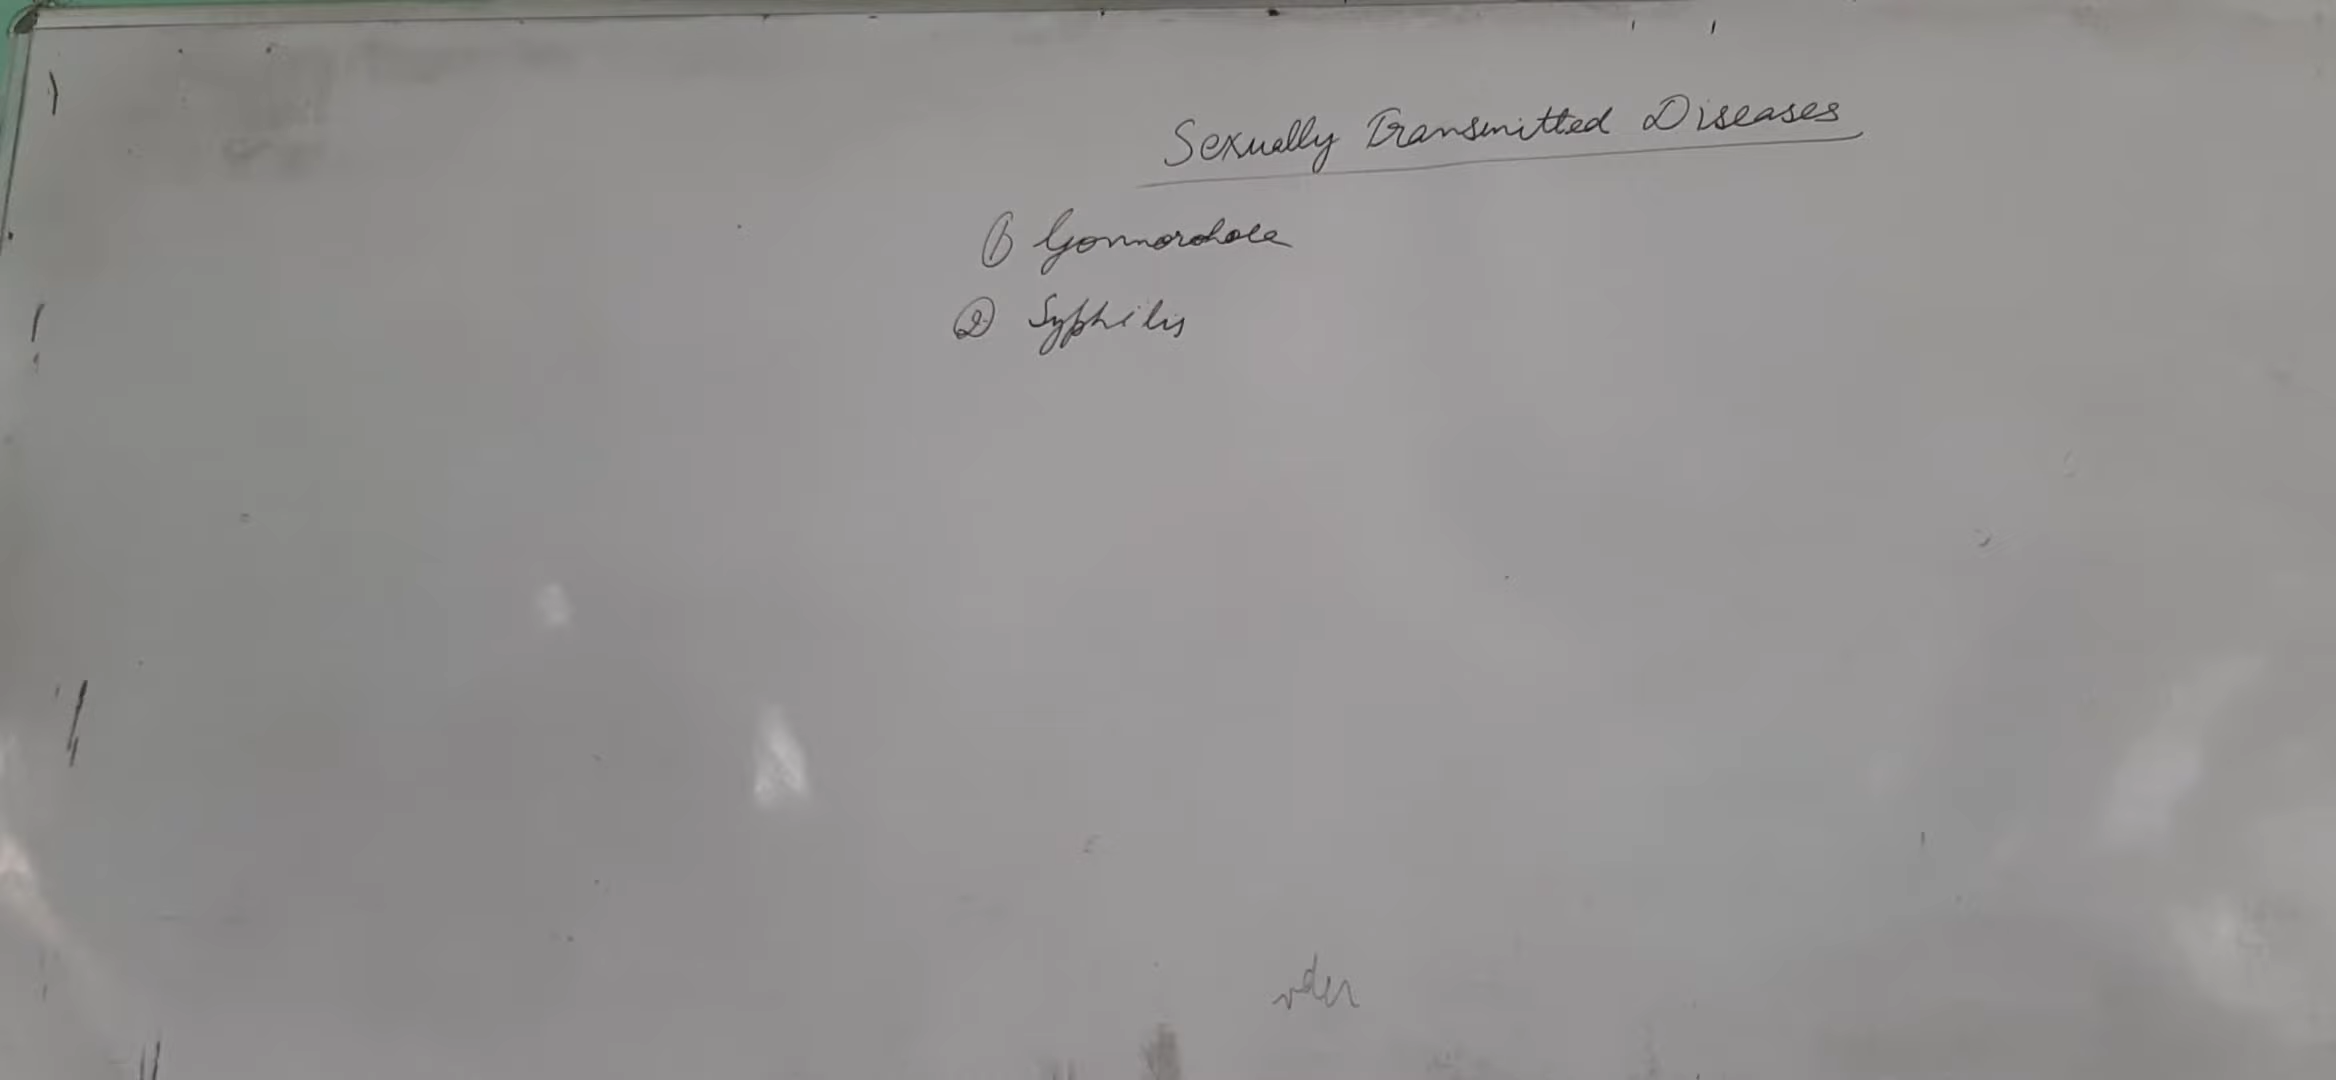 Sexually Transmitted Diseases
① Gonnorohoea
② Syphilis